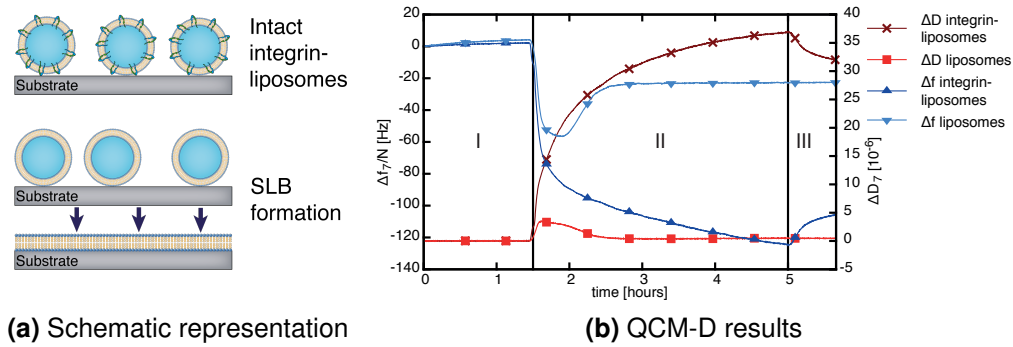 Intact
integrin-
liposomes
Substrate
Substrate
SLB
formation
Substrate
(a) Schematic representation
20
0
-20
-40
-60
-80
-100
-120
-140
Δf₇/N [Hz]
I
II
III
0
1
2
3
4
5
time [hours]
40
35
30
25
20
15
10
5
0
-5
ΔD₇ [10⁻⁶]
ΔD integrin-
liposomes
ΔD liposomes
Δf integrin-
liposomes
Δf liposomes
(b) QCM-D results